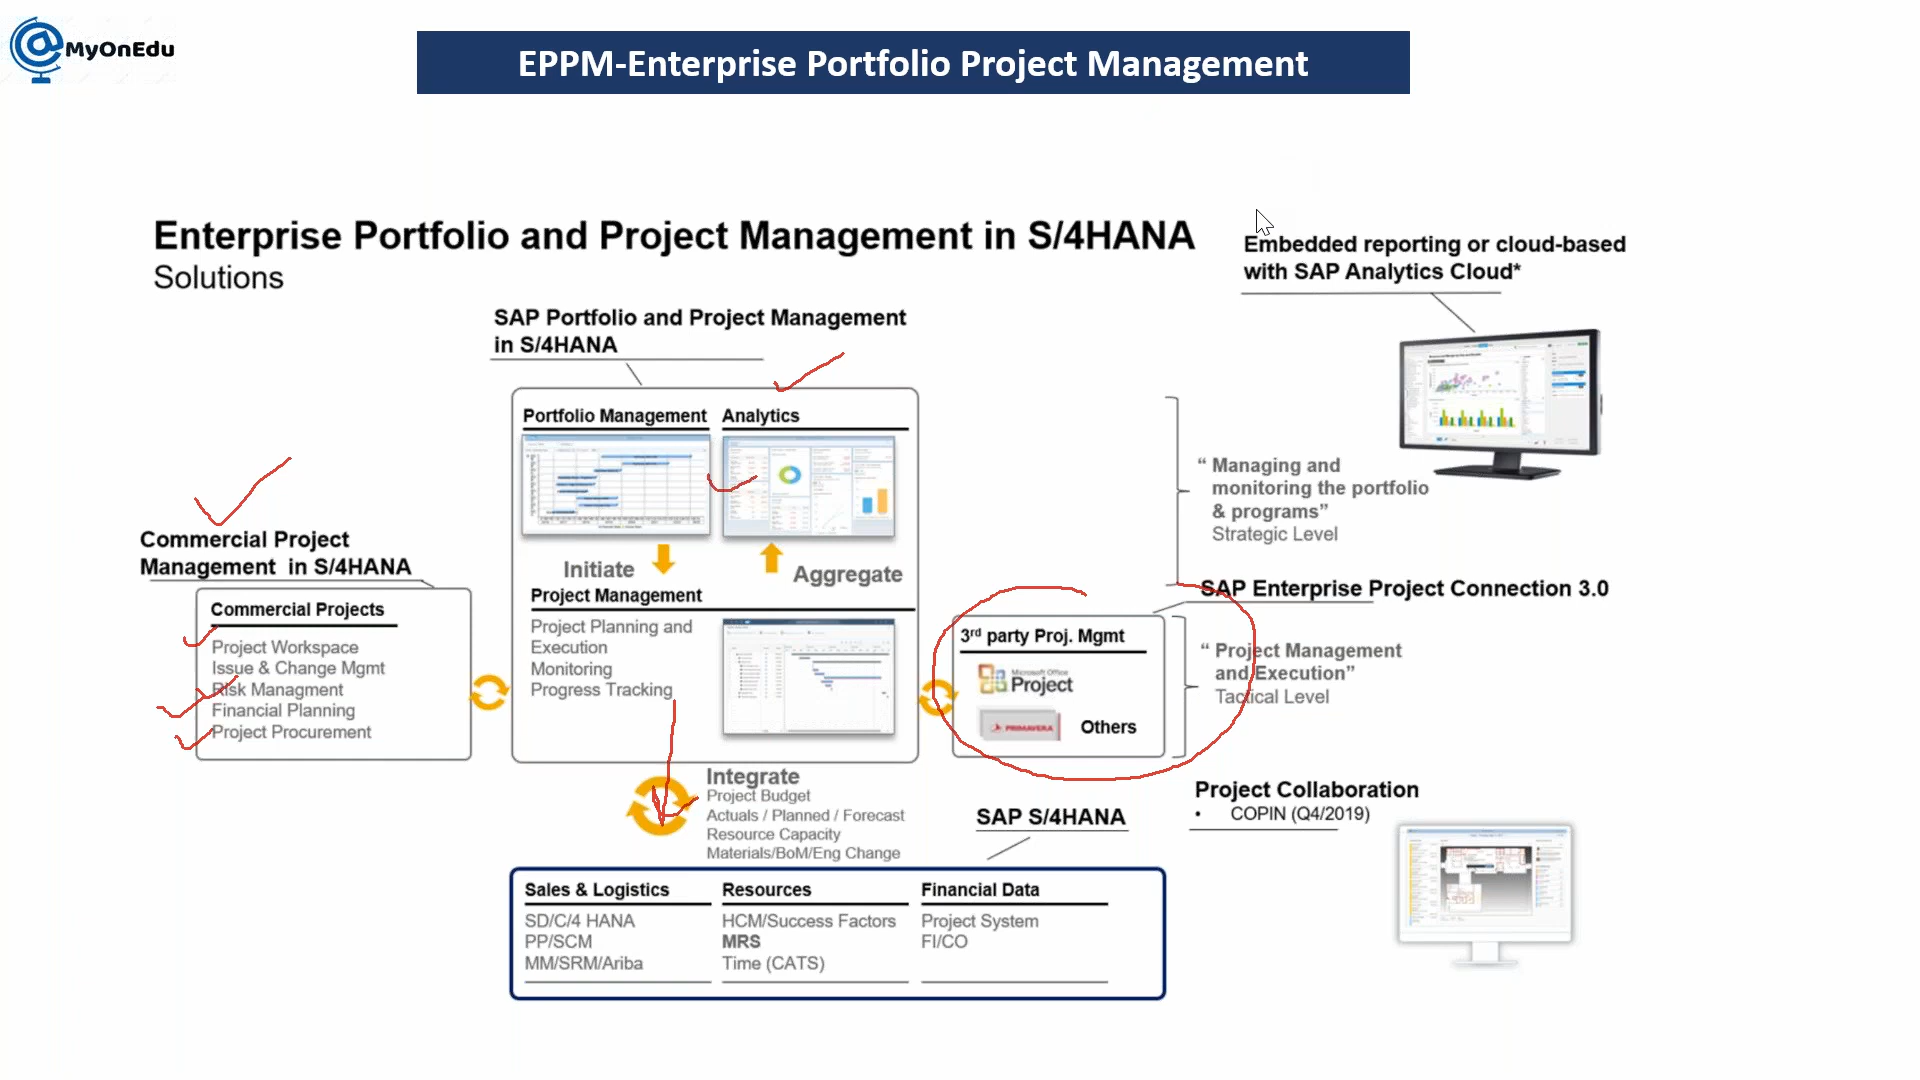 MyOnEdu
EPPM-Enterprise Portfolio Project Management
Enterprise Portfolio and Project Management in S/4HANA
Solutions
Embedded reporting or cloud-based
with SAP Analytics Cloud*
SAP Portfolio and Project Management
in S/4HANA
Portfolio Management
Analytics
Initiate
Aggregate
Project Management
Project Planning and
Execution
Monitoring
Progress Tracking
Commercial Project
Management in S/4HANA
Commercial Projects
Project Workspace
Issue & Change Mgmt
Risk Managment
Financial Planning
Project Procurement
“ Managing and
monitoring the portfolio
& programs”
Strategic Level
SAP Enterprise Project Connection 3.0
3rd party Proj. Mgmt
Microsoft Office
Project
PRIMAVERA
Others
“ Project Management
and Execution”
Tactical Level
Integrate
Project Budget
Actuals / Planned / Forecast
Resource Capacity
Materials/BoM/Eng Change
SAP S/4HANA
Project Collaboration
• COPIN (Q4/2019)
Sales & Logistics
SD/C/4 HANA
PP/SCM
MM/SRM/Ariba
Resources
HCM/Success Factors
MRS
Time (CATS)
Financial Data
Project System
FI/CO